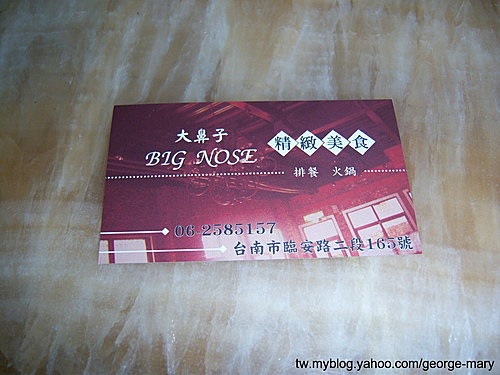 大鼻子
BIG NOSE
精緻美食
排餐 火鍋
06-2585157
台南市臨安路二段165號
tw.myblog.yahoo.com/george-mary